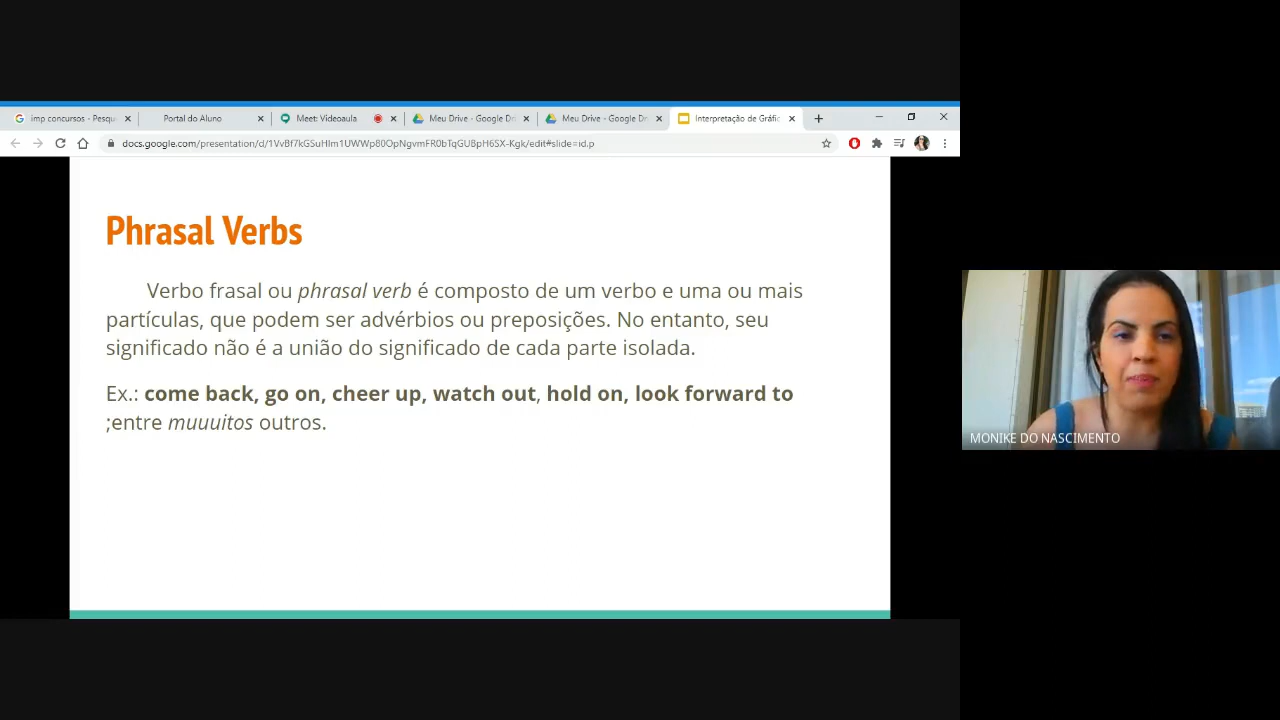 imp concursos - Pesqu
Portal do Aluno
Meet: Videoaula
Meu Drive - Google Dr
Meu Drive - Google Dr
Interpretação de Gráfic
docs.google.com/presentation/d/1VvBf7kGSuHIm1UWWp80OpNgvmFR0bTqGUBpH6SX-Kgk/edit#slide=id.p
Phrasal Verbs
Verbo frasal ou phrasal verb é composto de um verbo e uma ou mais
partículas, que podem ser advérbios ou preposições. No entanto, seu
significado não é a união do significado de cada parte isolada.
Ex.: come back, go on, cheer up, watch out, hold on, look forward to
;entre muuuitos outros.
MONIKE DO NASCIMENTO